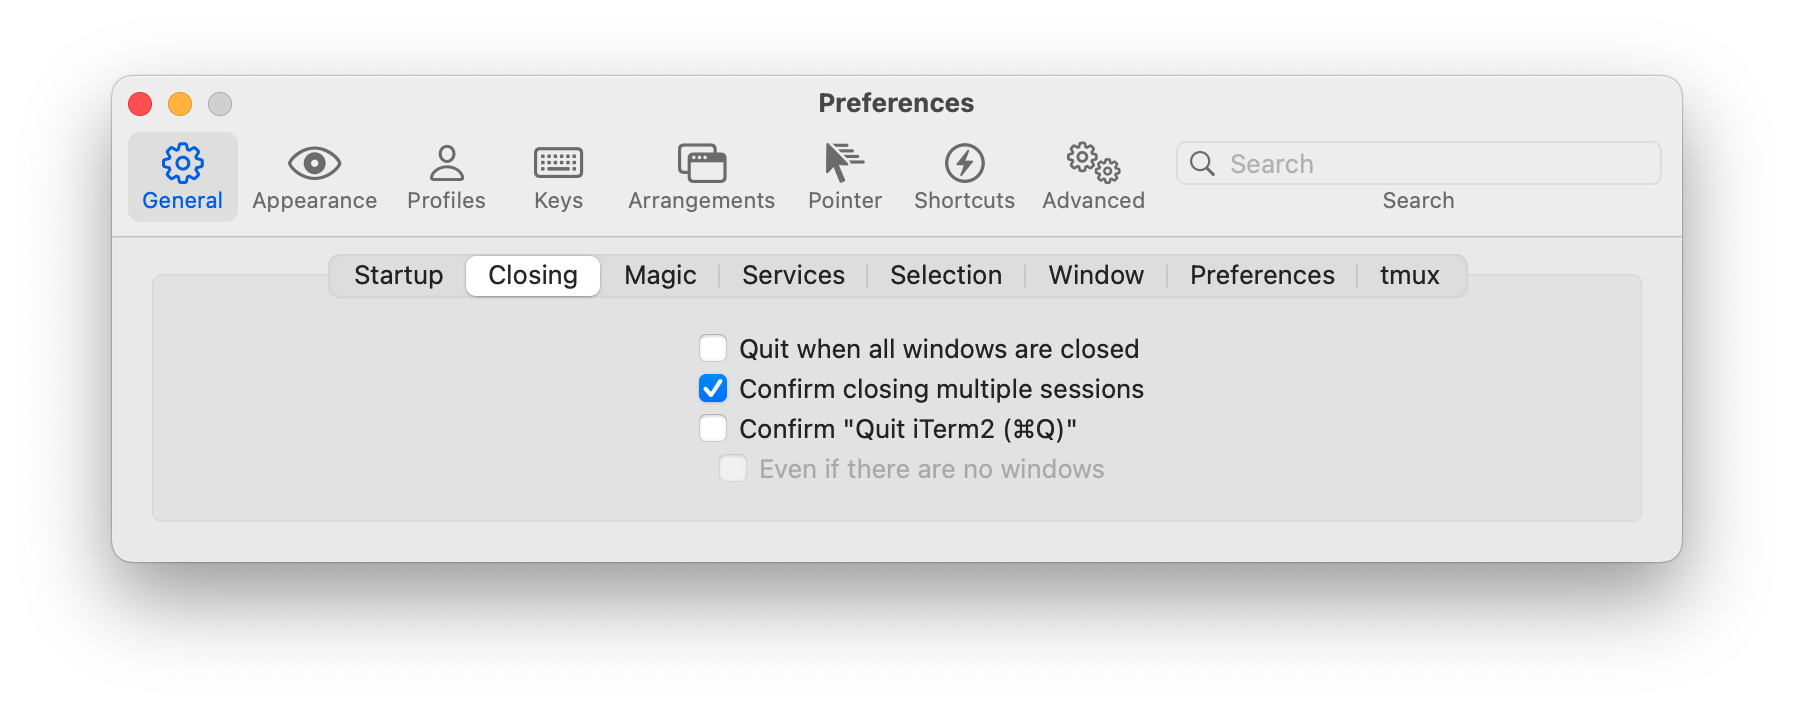 Preferences
General Appearance Profiles Keys Arrangements Pointer Shortcuts Advanced Search
Search
Startup Closing Magic Services Selection Window Preferences tmux
Quit when all windows are closed
Confirm closing multiple sessions
Confirm "Quit iTerm2 (⌘Q)"
Even if there are no windows